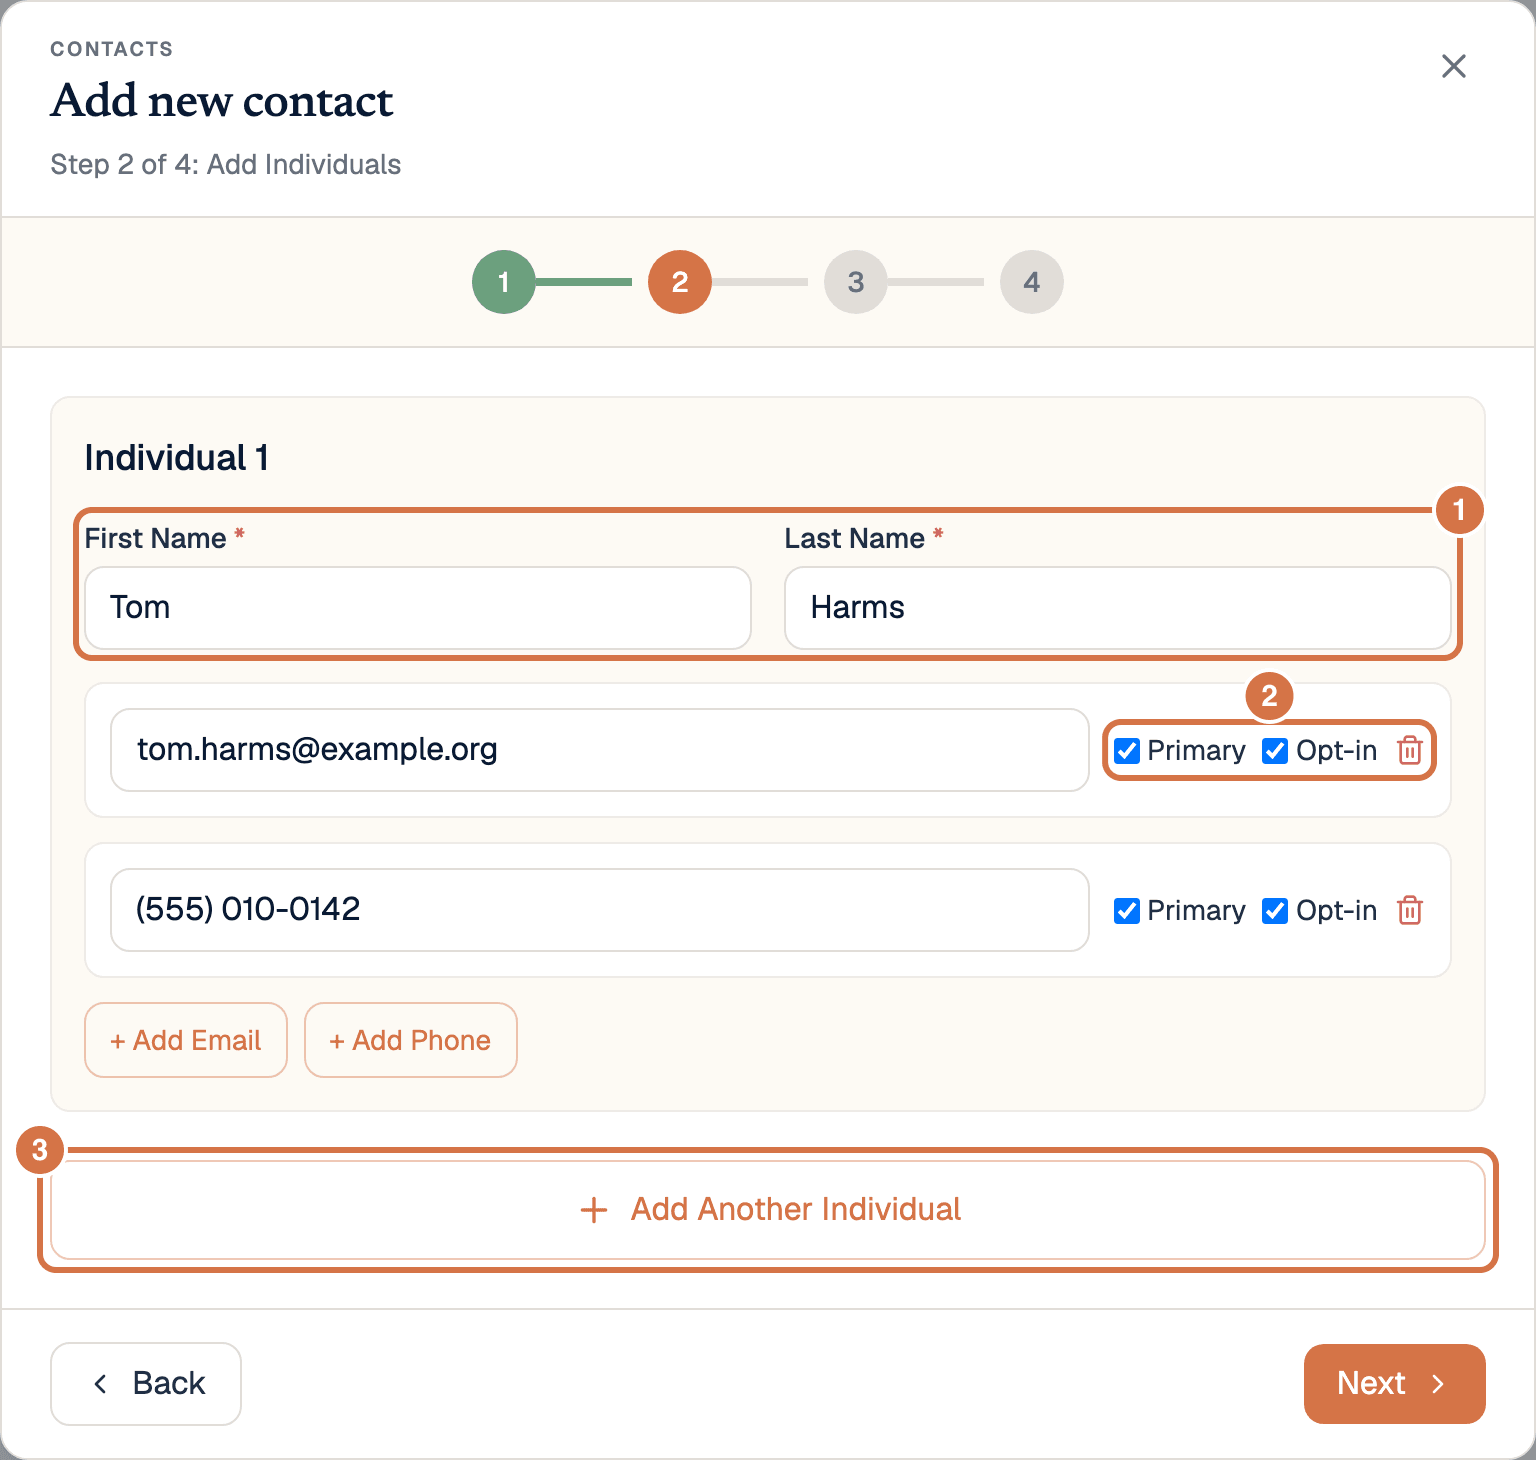 CONTACTS
Add new contact
Step 2 of 4: Add Individuals
1 2 3 4
Individual 1
1
First Name * Last Name *
Tom Harms
2
tom.harms@example.org Primary Opt-in
(555) 010-0142 Primary Opt-in
+ Add Email + Add Phone
3
+ Add Another Individual
< Back Next >